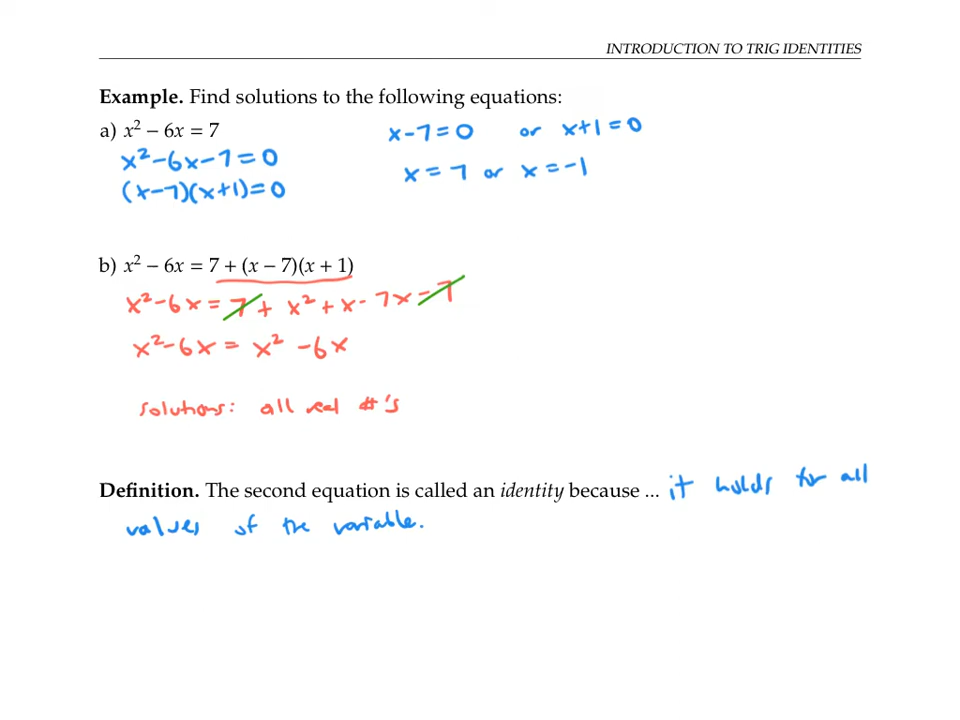 INTRODUCTION TO TRIG IDENTITIES
Example. Find solutions to the following equations:
a) x² − 6x = 7
x² − 6x − 7 = 0
(x−7)(x+1) = 0
x−7 = 0 or x+1 = 0
x = 7 or x = −1
b) x² − 6x = 7 + (x − 7)(x + 1)
x² − 6x = 7 + x² + x − 7x − 7
x² − 6x = x² − 6x
solutions: all real #'s
Definition. The second equation is called an identity because ... it holds for all
values of the variable.